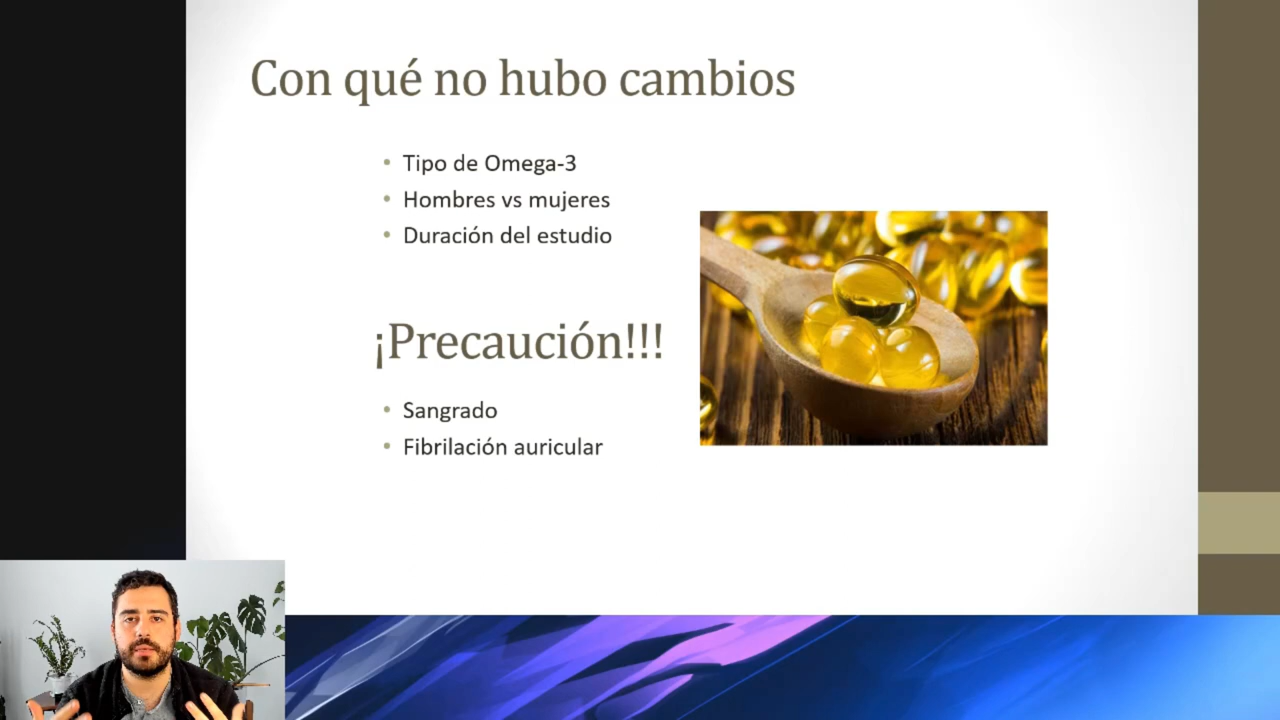 Con qué no hubo cambios
• Tipo de Omega-3
• Hombres vs mujeres
• Duración del estudio
¡Precaución!!!
• Sangrado
• Fibrilación auricular